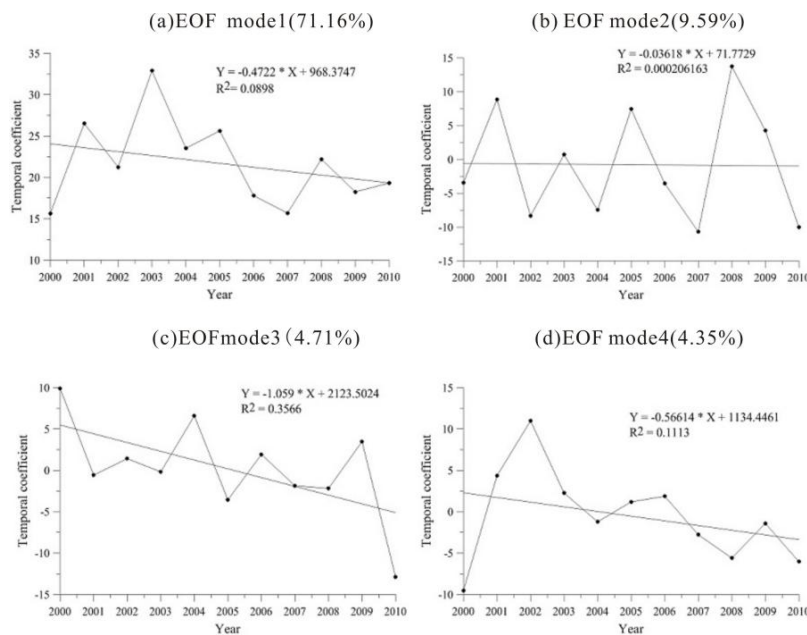 (a)EOF mode1(71.16%)
Y = -0.4722 * X + 968.3747
R2= 0.0898
Temporal coefficient
35
30
25
20
15
10
2000 2001 2002 2003 2004 2005 2006 2007 2008 2009 2010
Year
(b) EOF mode2(9.59%)
Y = -0.03618 * X + 71.7729
R2 = 0.000206163
Temporal coefficient
15
10
5
0
-5
-10
-15
2000 2001 2002 2003 2004 2005 2006 2007 2008 2009 2010
Year
(c)EOFmode3(4.71%)
Y = -1.059 * X + 2123.5024
R2 = 0.3566
Temporal coefficient
10
5
0
-5
-10
-15
2000 2001 2002 2003 2004 2005 2006 2007 2008 2009 2010
Year
(d)EOF mode4(4.35%)
Y = -0.56614 * X + 1134.4461
R2 = 0.1113
Temporal coefficient
15
10
5
0
-5
-10
2000 2001 2002 2003 2004 2005 2006 2007 2008 2009 2010
Year